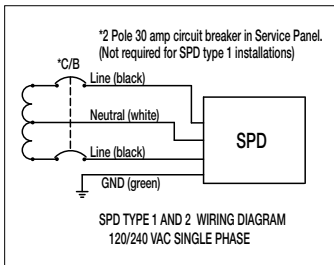 *2 Pole 30 amp circuit breaker in Service Panel.
(Not required for SPD type 1 installations)
*C/B
Line (black)
Neutral (white)
SPD
Line (black)
GND (green)
SPD TYPE 1 AND 2 WIRING DIAGRAM
120/240 VAC SINGLE PHASE